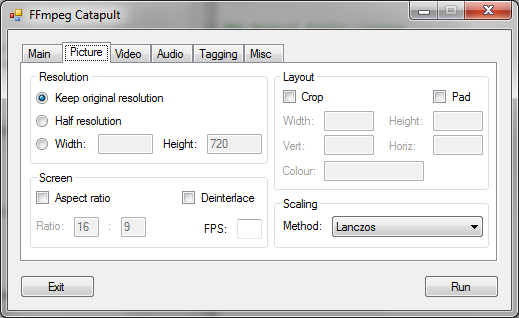 FFmpeg Catapult
Main Picture Video Audio Tagging Misc
Resolution
Keep original resolution
Half resolution
Width: Height: 720
Screen
Aspect ratio Deinterlace
Ratio: 16 : 9 FPS:
Layout
Crop Pad
Width: Height:
Vert: Horiz:
Colour:
Scaling
Method: Lanczos
Exit Run